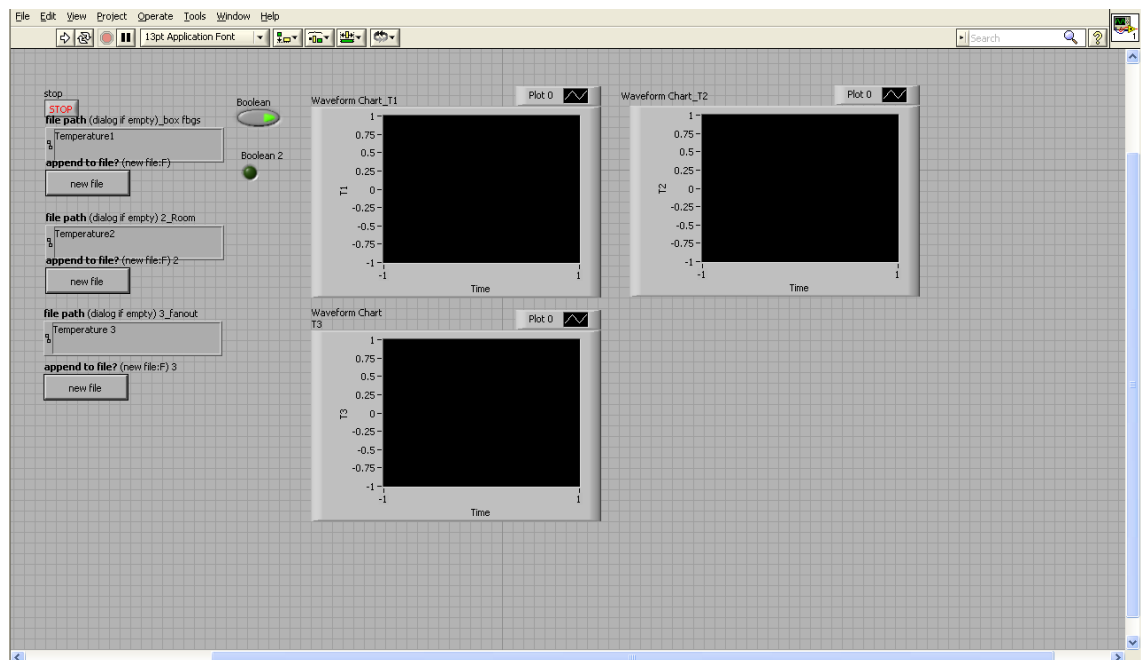 File Edit View Project Operate Tools Window Help
13pt Application Font
Search
1
stop
STOP
file path (dialog if empty)_box fbgs
Temperature1
append to file? (new file:F)
new file
file path (dialog if empty) 2_Room
Temperature2
append to file? (new file:F) 2
new file
file path (dialog if empty) 3_fanout
Temperature 3
append to file? (new file:F) 3
new file
Boolean
Boolean 2
Waveform Chart_T1
Plot 0
T1
1
0.75
0.5
0.25
0
-0.25
-0.5
-0.75
-1
-1 1
Time
Waveform Chart_T2
Plot 0
T2
1
0.75
0.5
0.25
0
-0.25
-0.5
-0.75
-1
-1 1
Time
Waveform Chart
T3
Plot 0
T3
1
0.75
0.5
0.25
0
-0.25
-0.5
-0.75
-1
-1 1
Time